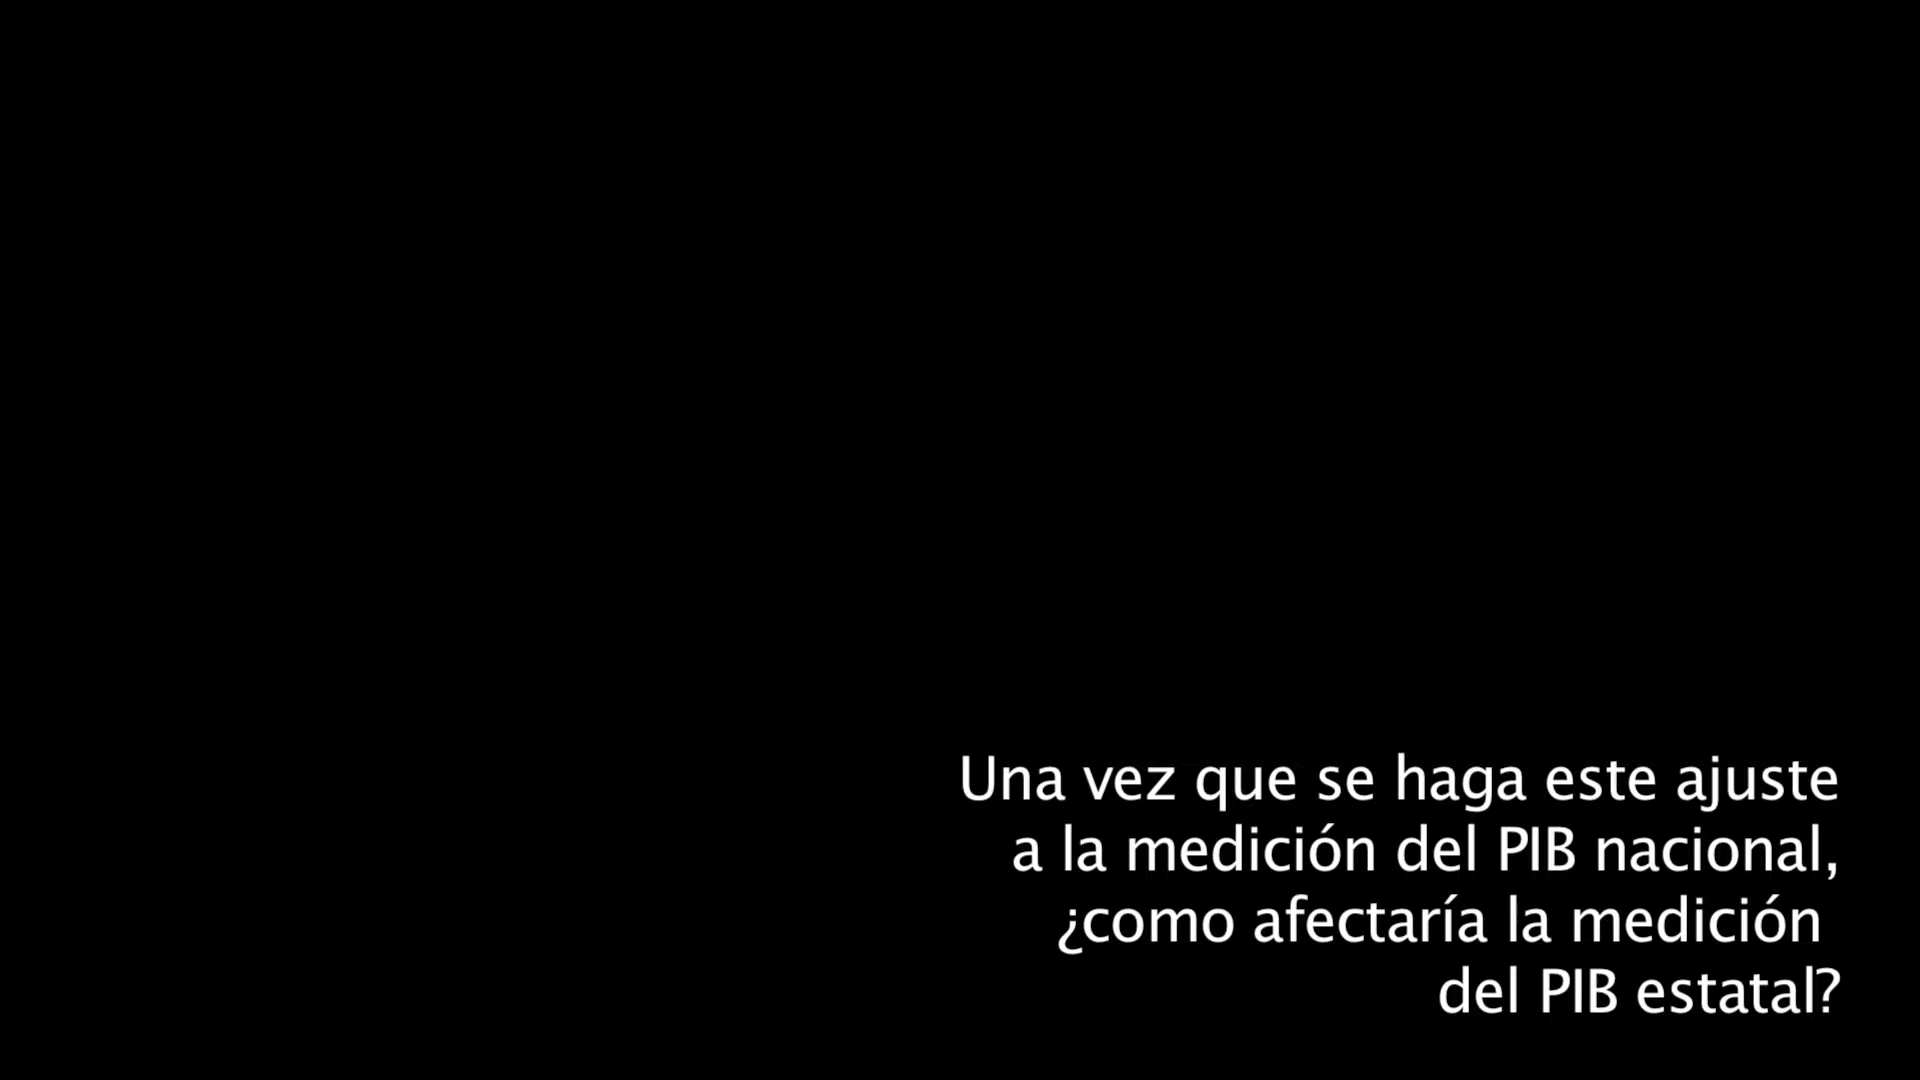 Una vez que se haga este ajuste
a la medición del PIB nacional,
¿como afectaría la medición
del PIB estatal?